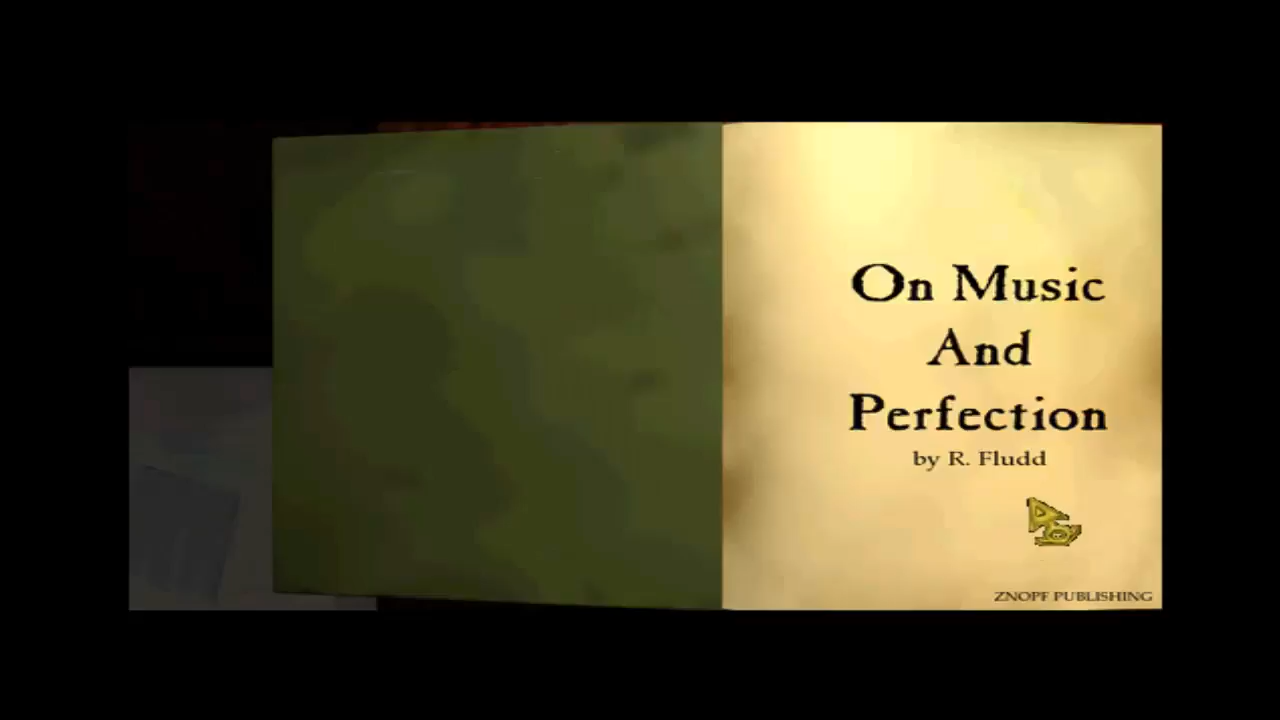 On Music
And
Perfection
by R. Fludd
ZNOPF PUBLISHING